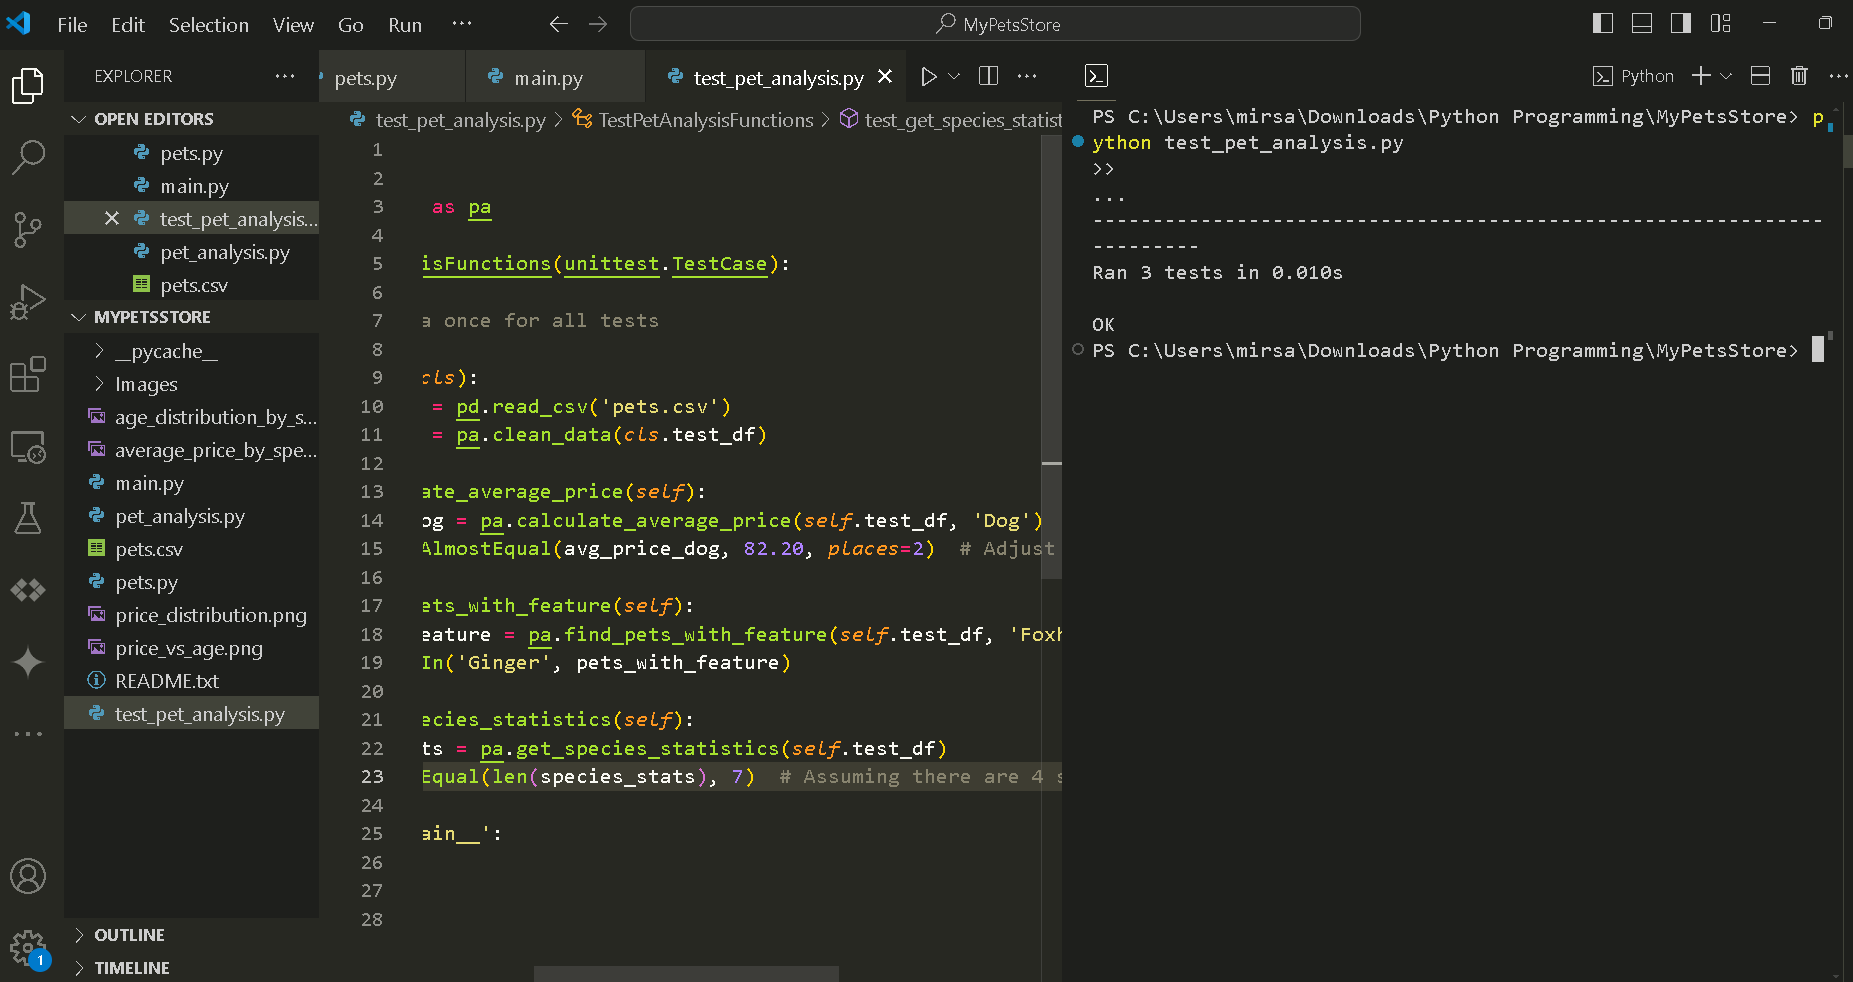 File Edit Selection View Go Run ··· MyPetsStore
EXPLORER ···
OPEN EDITORS
pets.py
main.py
test_pet_analysis...
pet_analysis.py
pets.csv
MYPETSSTORE
__pycache__
Images
age_distribution_by_s...
average_price_by_spe...
main.py
pet_analysis.py
pets.csv
pets.py
price_distribution.png
price_vs_age.png
README.txt
test_pet_analysis.py
OUTLINE
TIMELINE
1
pets.py main.py test_pet_analysis.py ···
test_pet_analysis.py > TestPetAnalysisFunctions > test_get_species_statist
1
2
3 as pa
4
5 isFunctions(unittest.TestCase):
6
7 a once for all tests
8
9 cls):
10 = pd.read_csv('pets.csv')
11 = pa.clean_data(cls.test_df)
12
13 ate_average_price(self):
14 og = pa.calculate_average_price(self.test_df, 'Dog')
15 AlmostEqual(avg_price_dog, 82.20, places=2) # Adjust
16
17 ets_with_feature(self):
18 eature = pa.find_pets_with_feature(self.test_df, 'Foxh
19 In('Ginger', pets_with_feature)
20
21 ecies_statistics(self):
22 ts = pa.get_species_statistics(self.test_df)
23 Equal(len(species_stats), 7) # Assuming there are 4 s
24
25 ain__':
26
27
28
Python ···
PS C:\Users\mirsa\Downloads\Python Programming\MyPetsStore> p
ython test_pet_analysis.py
>>
...
-------------------------------------------------------------
---------
Ran 3 tests in 0.010s
OK
PS C:\Users\mirsa\Downloads\Python Programming\MyPetsStore>